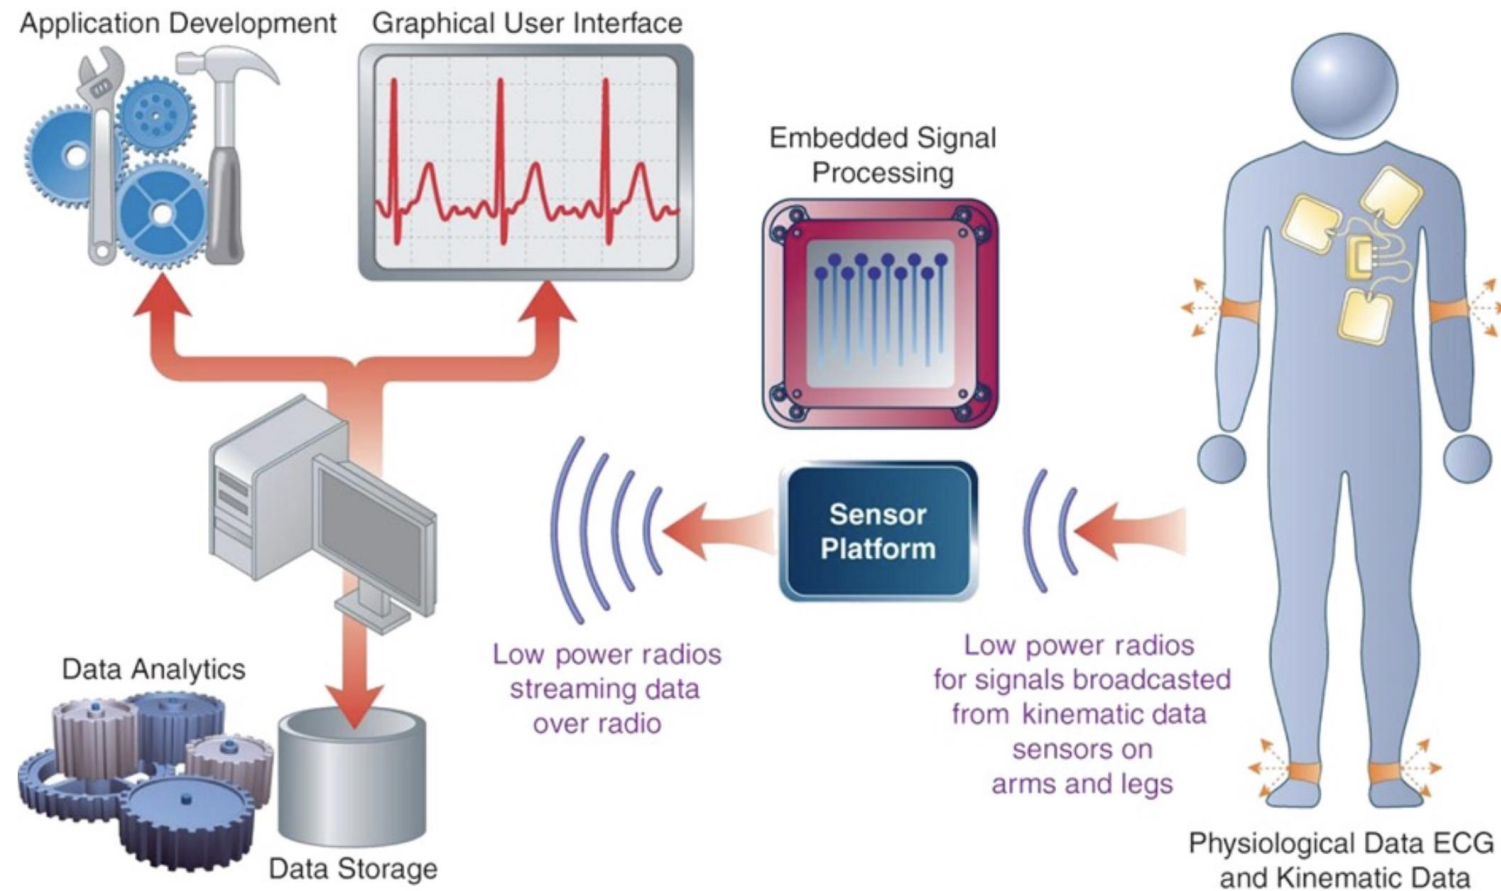 Application Development
Graphical User Interface
Embedded Signal
Processing
Sensor
Platform
Low power radios
streaming data
over radio
Low power radios
for signals broadcasted
from kinematic data
sensors on
arms and legs
Data Analytics
Data Storage
Physiological Data ECG
and Kinematic Data